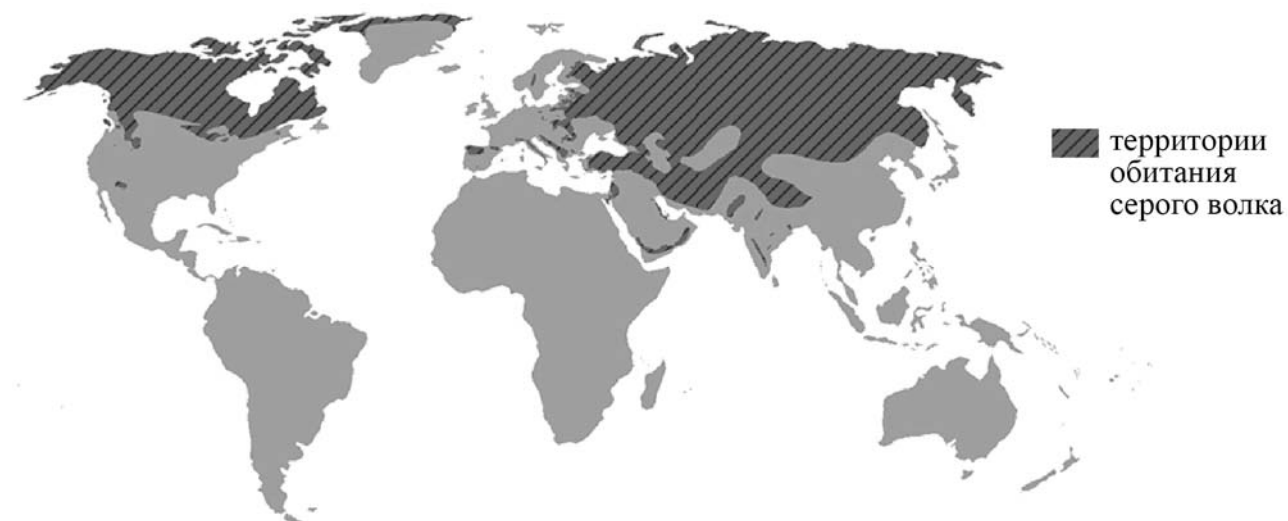 территории
обитания
серого волка